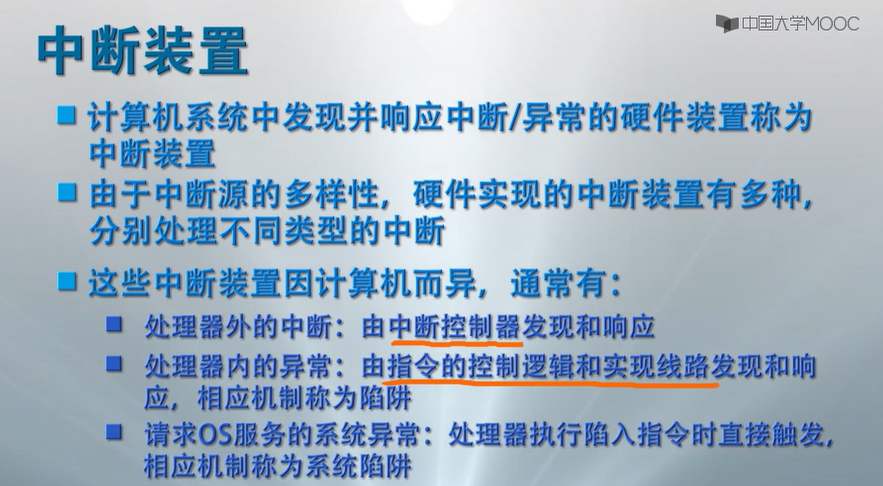 中国大学MOOC
中断装置
计算机系统中发现并响应中断/异常的硬件装置称为
中断装置
由于中断源的多样性，硬件实现的中断装置有多种，
分别处理不同类型的中断
这些中断装置因计算机而异，通常有：
处理器外的中断：由中断控制器发现和响应
处理器内的异常：由指令的控制逻辑和实现线路发现和响
应，相应机制称为陷阱
请求OS服务的系统异常：处理器执行陷入指令时直接触发，
相应机制称为系统陷阱